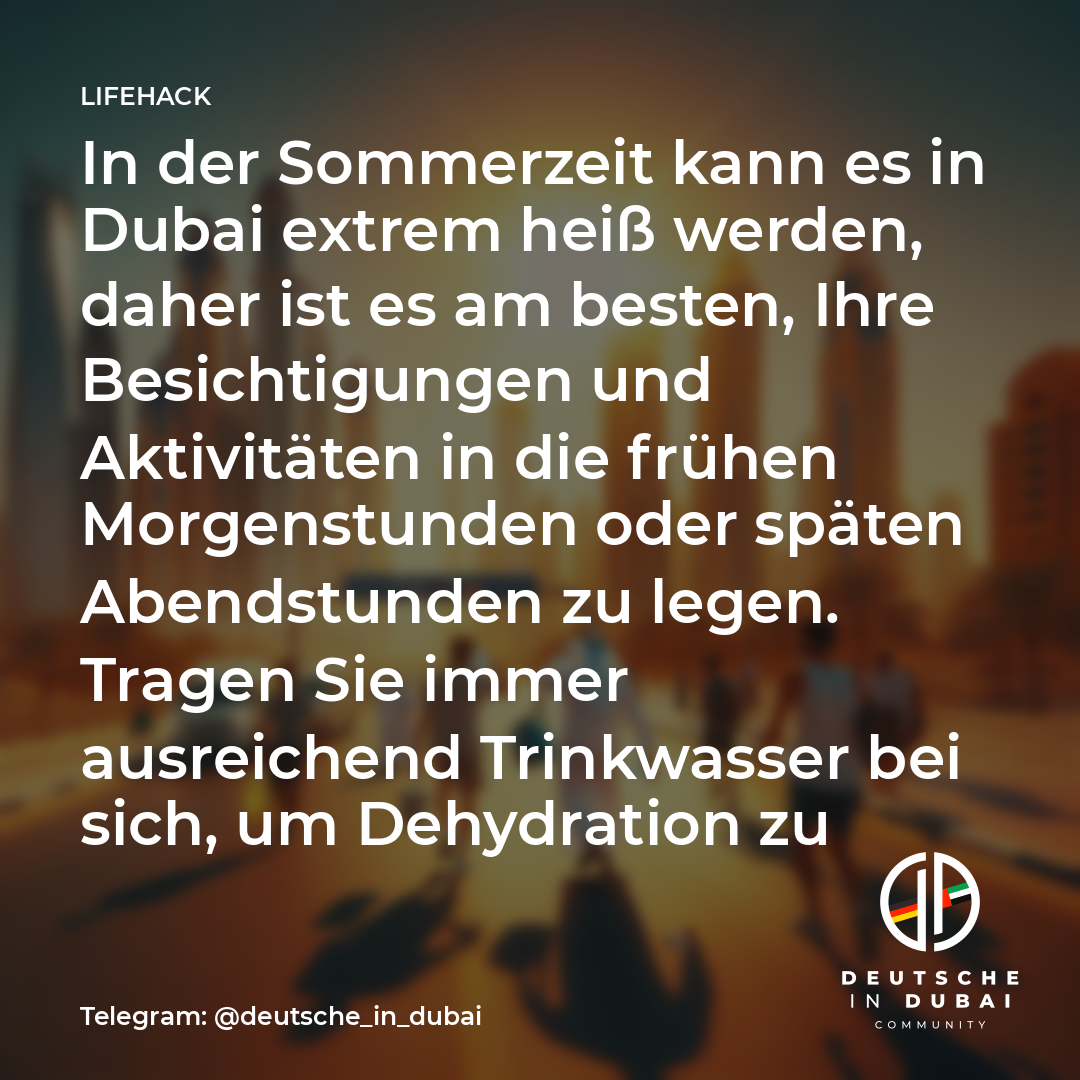 LIFEHACK
In der Sommerzeit kann es in
Dubai extrem heiß werden,
daher ist es am besten, Ihre
Besichtigungen und
Aktivitäten in die frühen
Morgenstunden oder späten
Abendstunden zu legen.
Tragen Sie immer
ausreichend Trinkwasser bei
sich, um Dehydration zu
DEUTSCHE
IN DUBAI
COMMUNITY
Telegram: @deutsche_in_dubai